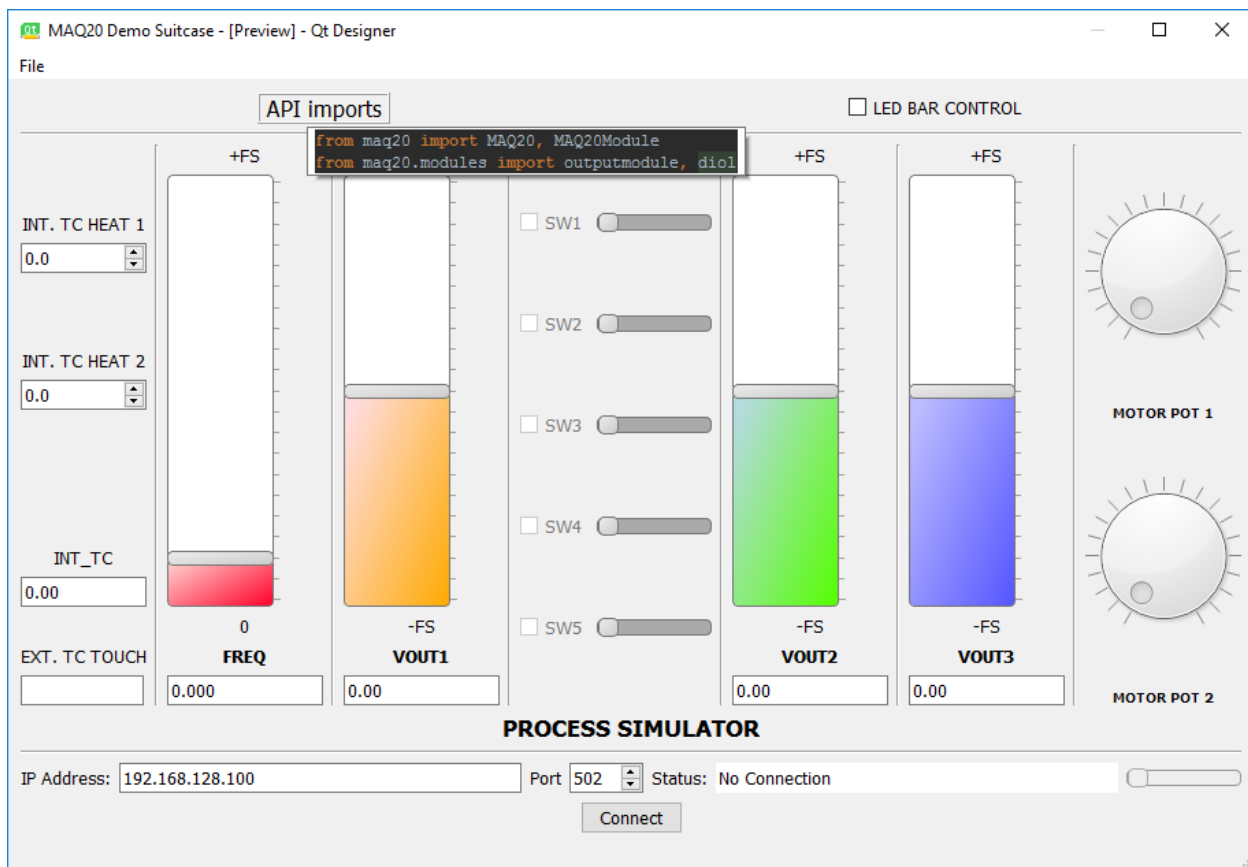 MAQ20 Demo Suitcase - [Preview] - Qt Designer
File
API imports
LED BAR CONTROL
from maq20 import MAQ20, MAQ20Module
from maq20.modules import outputmodule, diol
+FS
+FS
+FS
INT. TC HEAT 1
0.0
INT. TC HEAT 2
0.0
INT_TC
0.00
EXT. TC TOUCH
0
FREQ
0.000
-FS
VOUT1
0.00
SW1
SW2
SW3
SW4
SW5
-FS
VOUT2
0.00
-FS
VOUT3
0.00
MOTOR POT 1
MOTOR POT 2
PROCESS SIMULATOR
IP Address: 192.168.128.100 Port 502 Status: No Connection
Connect